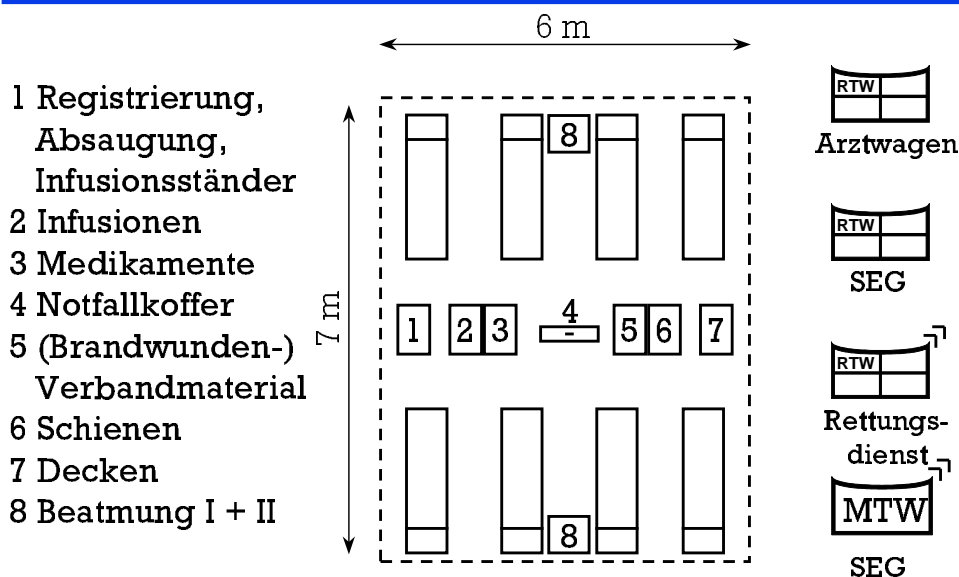 6 m
1 Registrierung,
Absaugung,
Infusionsständer
2 Infusionen
3 Medikamente
4 Notfallkoffer
5 (Brandwunden-)
Verbandmaterial
6 Schienen
7 Decken
8 Beatmung I + II
7 m
8
1 2 3 4 5 6 7
8
RTW
Arztwagen
RTW
SEG
RTW
Rettungs-
dienst
MTW
SEG